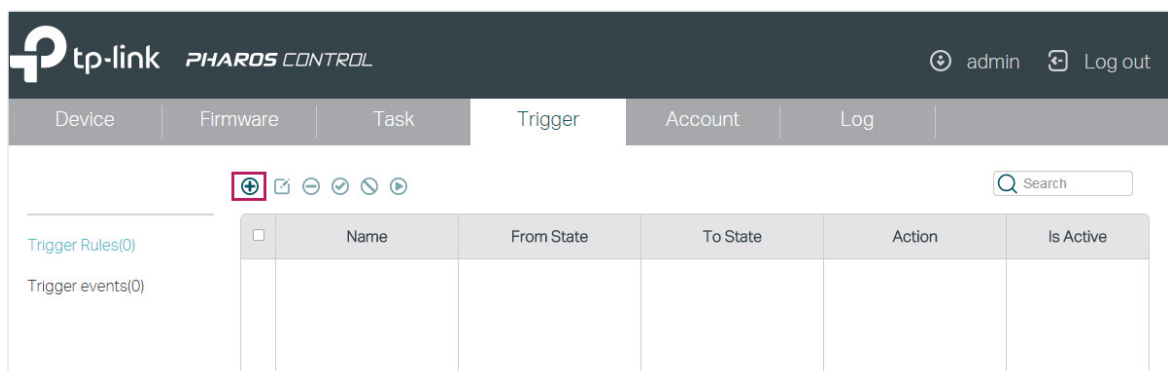 tp-link PHAROS CONTROL admin Log out
Device Firmware Task Trigger Account Log
Search
Trigger Rules(0)
Trigger events(0)
Name From State To State Action Is Active